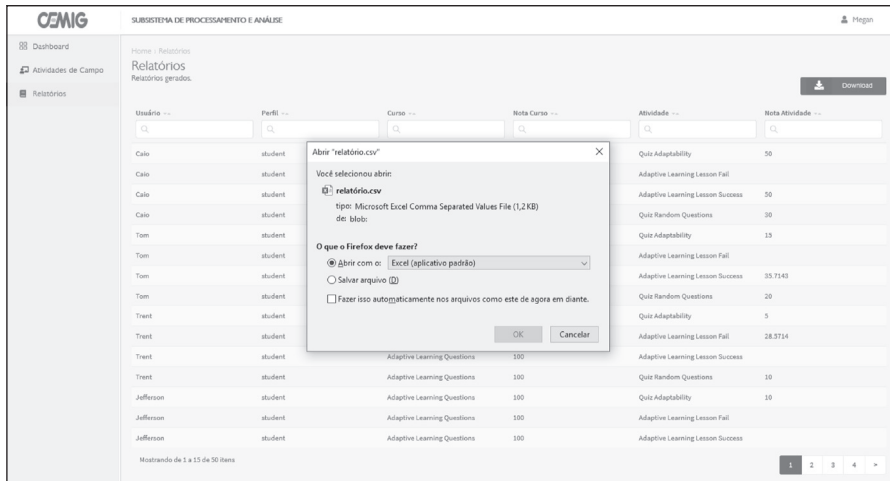 CEMIG
SUBSISTEMA DE PROCESSAMENTO E ANÁLISE
Megan
Dashboard
Atividades de Campo
Relatórios
Home / Relatórios
Relatórios
Relatórios gerados.
Download
Usuário Perfil Curso Nota Curso Atividade Nota Atividade
Caio student Quiz Adaptability 50
Caio student Adaptive Learning Lesson Fail
Caio student Adaptive Learning Lesson Success 50
Caio student Quiz Random Questions 30
Tom student Quiz Adaptability 15
Tom student Adaptive Learning Lesson Fail
Tom student Adaptive Learning Lesson Success 35.7143
Tom student Quiz Random Questions 20
Trent student Quiz Adaptability 5
Trent student Adaptive Learning Lesson Fail 28.5714
Trent student Adaptive Learning Questions 100 Adaptive Learning Lesson Success
Trent student Adaptive Learning Questions 100 Quiz Random Questions 10
Jefferson student Adaptive Learning Questions 100 Quiz Adaptability 10
Jefferson student Adaptive Learning Questions 100 Adaptive Learning Lesson Fail
Jefferson student Adaptive Learning Questions 100 Adaptive Learning Lesson Success
Mostrando de 1 a 15 de 50 itens
1 2 3 4 >
Abrir "relatório.csv"
Você selecionou abrir:
relatório.csv
tipo: Microsoft Excel Comma Separated Values File (1,2 KB)
de: blob:
O que o Firefox deve fazer?
Abrir com o: Excel (aplicativo padrão)
Salvar arquivo (D)
Fazer isso automaticamente nos arquivos como este de agora em diante.
OK Cancelar